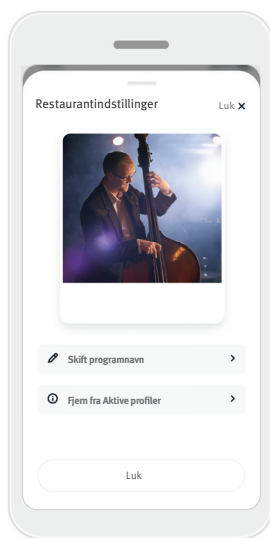 Restaurantindstillinger
Luk ×
Skift programnavn
Fjern fra Aktive profiler
Luk